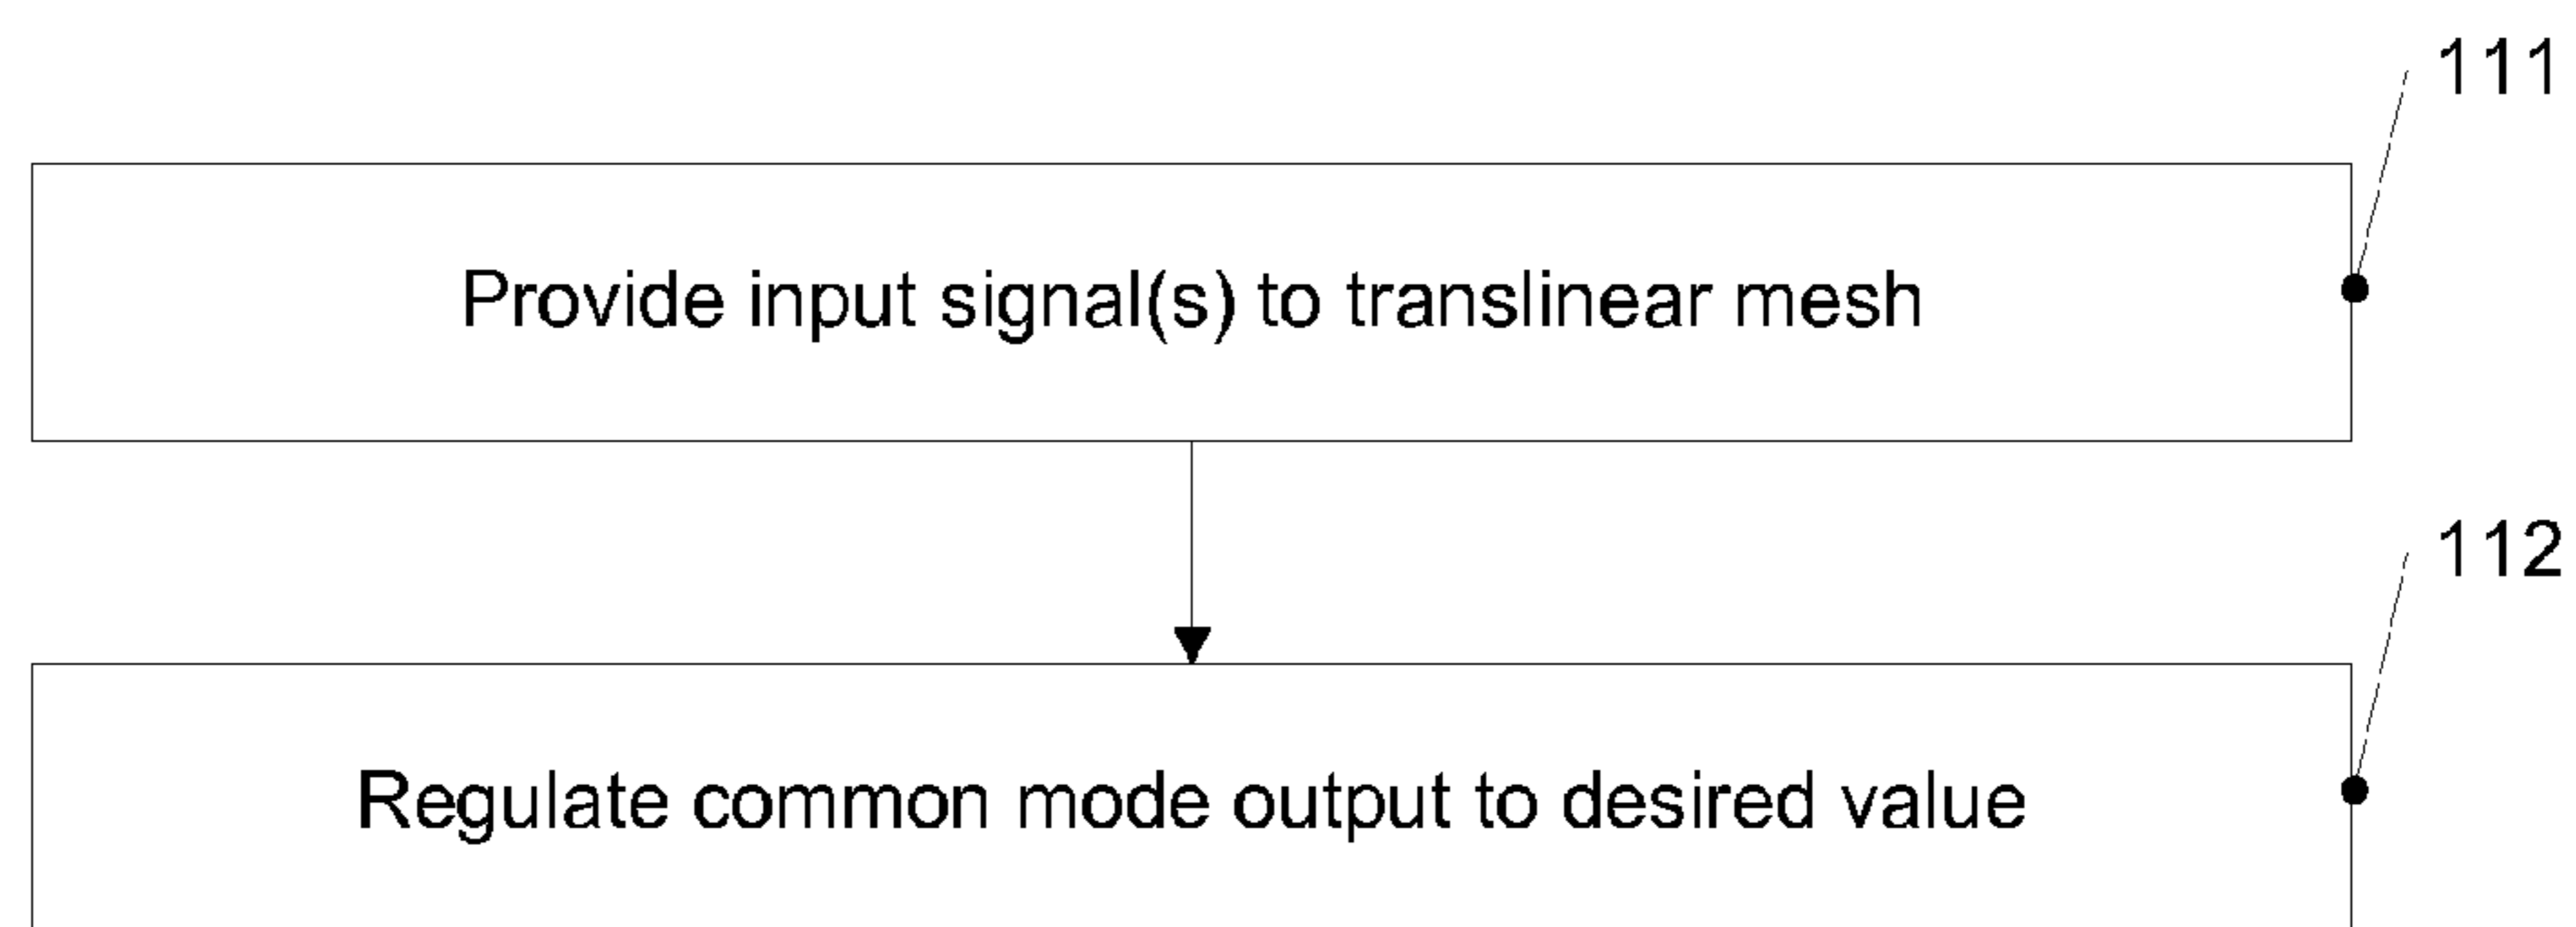 111
Provide input signal(s) to translinear mesh
112
Regulate common mode output to desired value